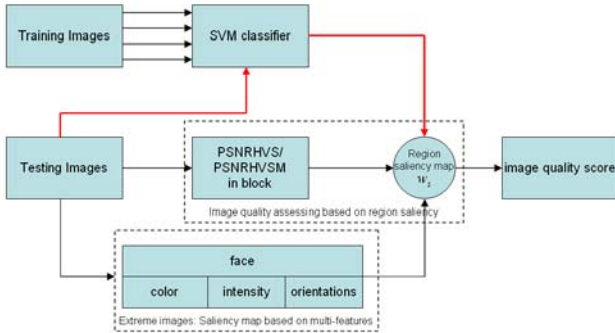 Training Images
SVM classifier
Testing Images
PSNRHVS/
PSNRHVSM
in block
Region
saliency map
w_s
image quality score
Image quality assessing based on region saliency
face
color
intensity
orientations
Extreme images: Saliency map based on multi-features